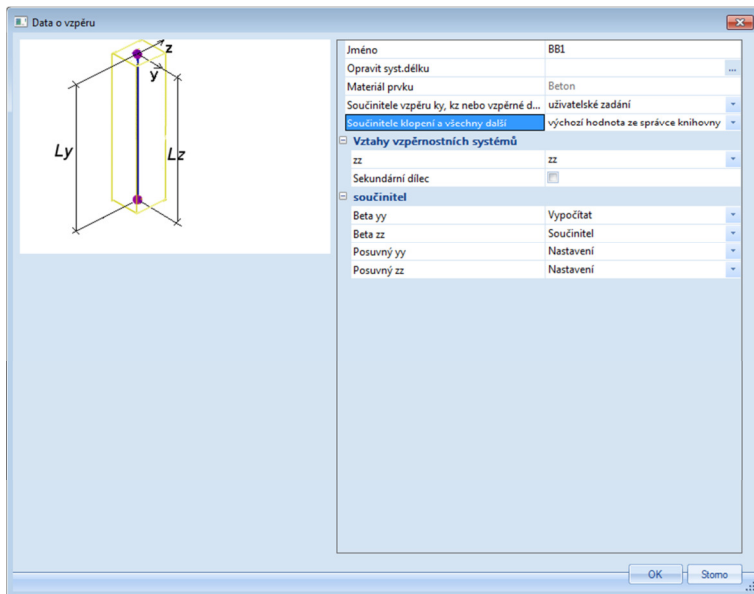 Data o vzpěru
z
y
Ly
Lz
Jméno BB1
Opravit syst.délku ...
Materiál prvku Beton
Součinitele vzpěru ky, kz nebo vzpěrné d... uživatelské zadání
Součinitele klopení a všechny další výchozí hodnota ze správce knihovny
Vztahy vzpěrnostních systémů
zz zz
Sekundární dílec
součinitel
Beta yy Vypočítat
Beta zz Součinitel
Posuvný yy Nastavení
Posuvný zz Nastavení
OK Storno